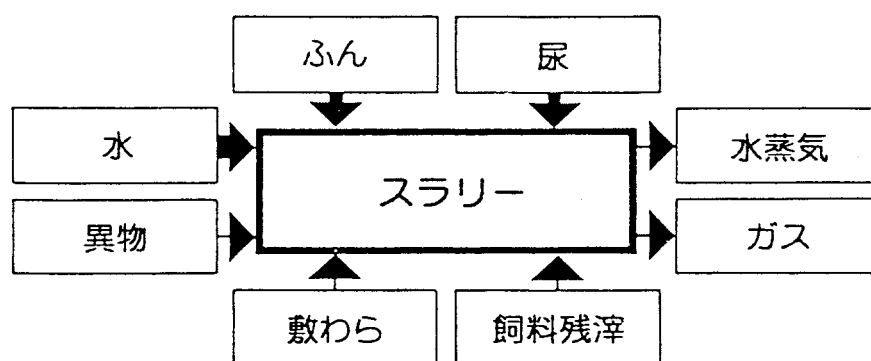 ふん
尿
水
水蒸気
スラリー
異物
ガス
敷わら
飼料残滓